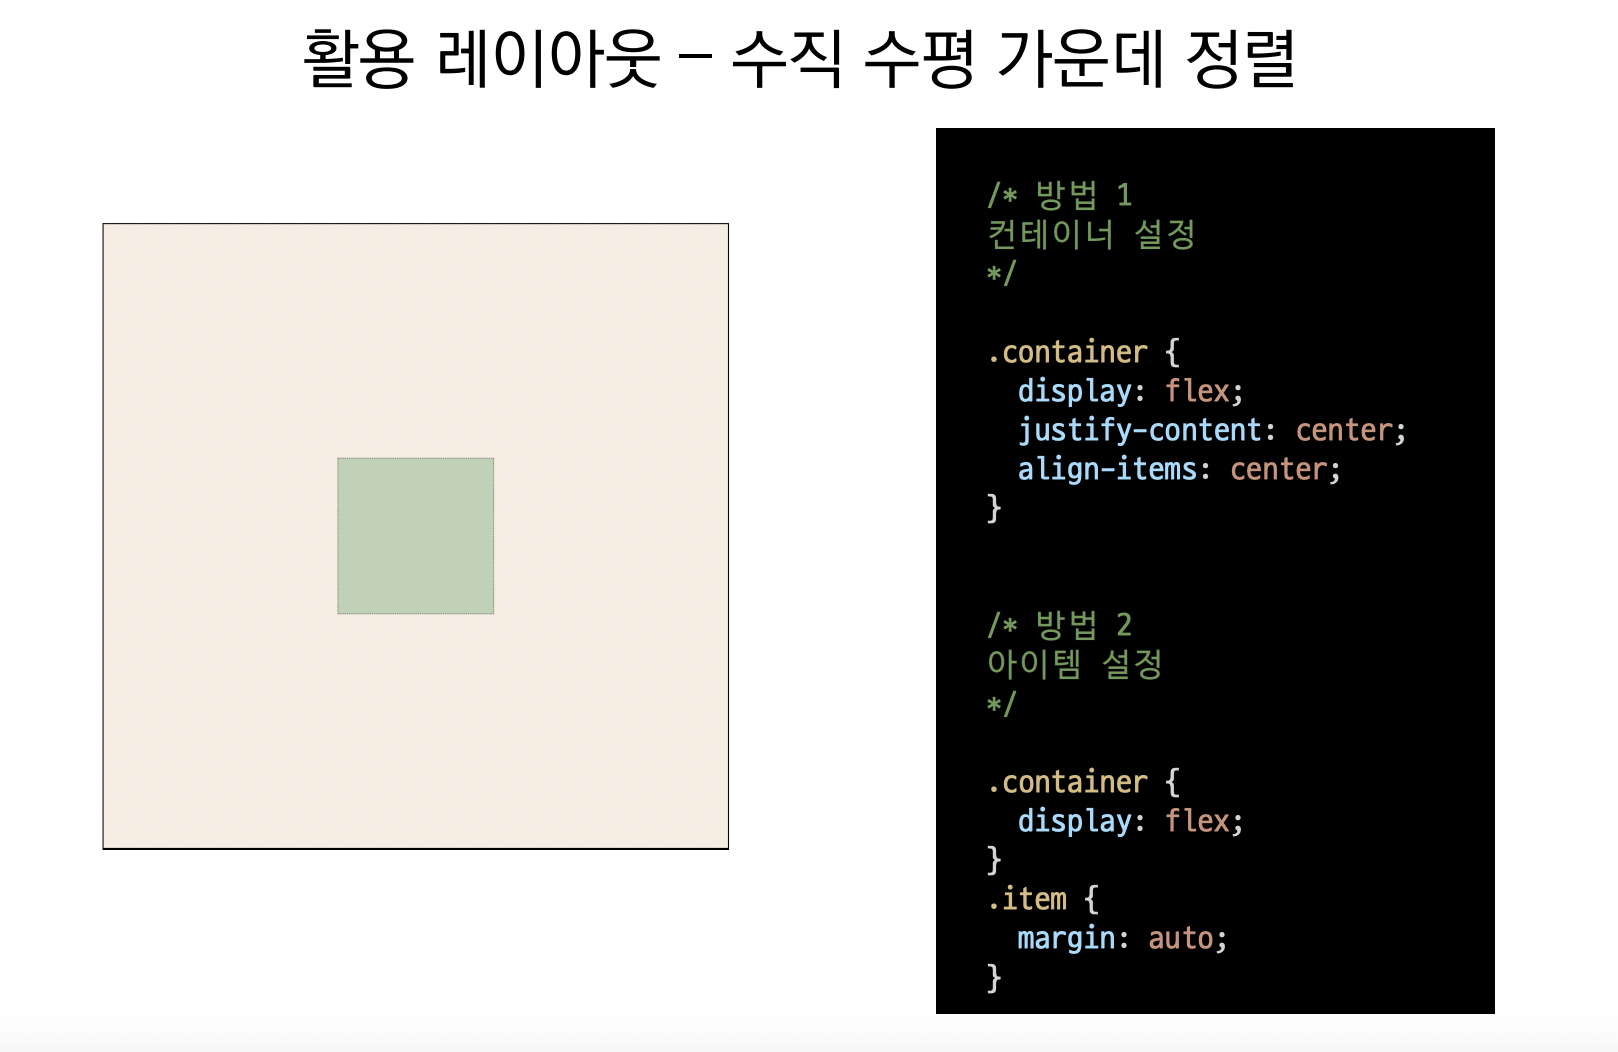 활용 레이아웃 – 수직 수평 가운데 정렬
/* 방법 1
컨테이너 설정
*/
.container {
display: flex;
justify-content: center;
align-items: center;
}
/* 방법 2
아이템 설정
*/
.container {
display: flex;
}
.item {
margin: auto;
}